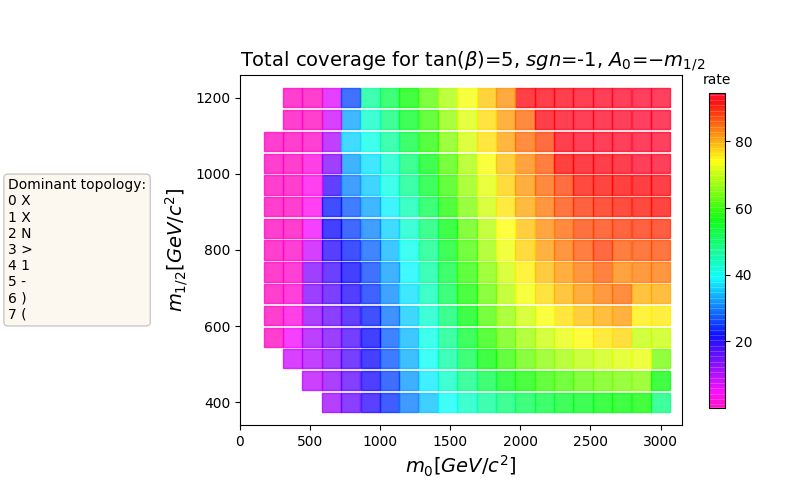 Total coverage for tan(β)=5, sgn=-1, A₀=−m₁/₂
rate
Dominant topology:
0 X
1 X
2 N
3 >
4 1
5 -
6 )
7 (
m₁/₂[GeV/c²]
1200
1000
800
600
400
0 500 1000 1500 2000 2500 3000
m₀[GeV/c²]
80
60
40
20